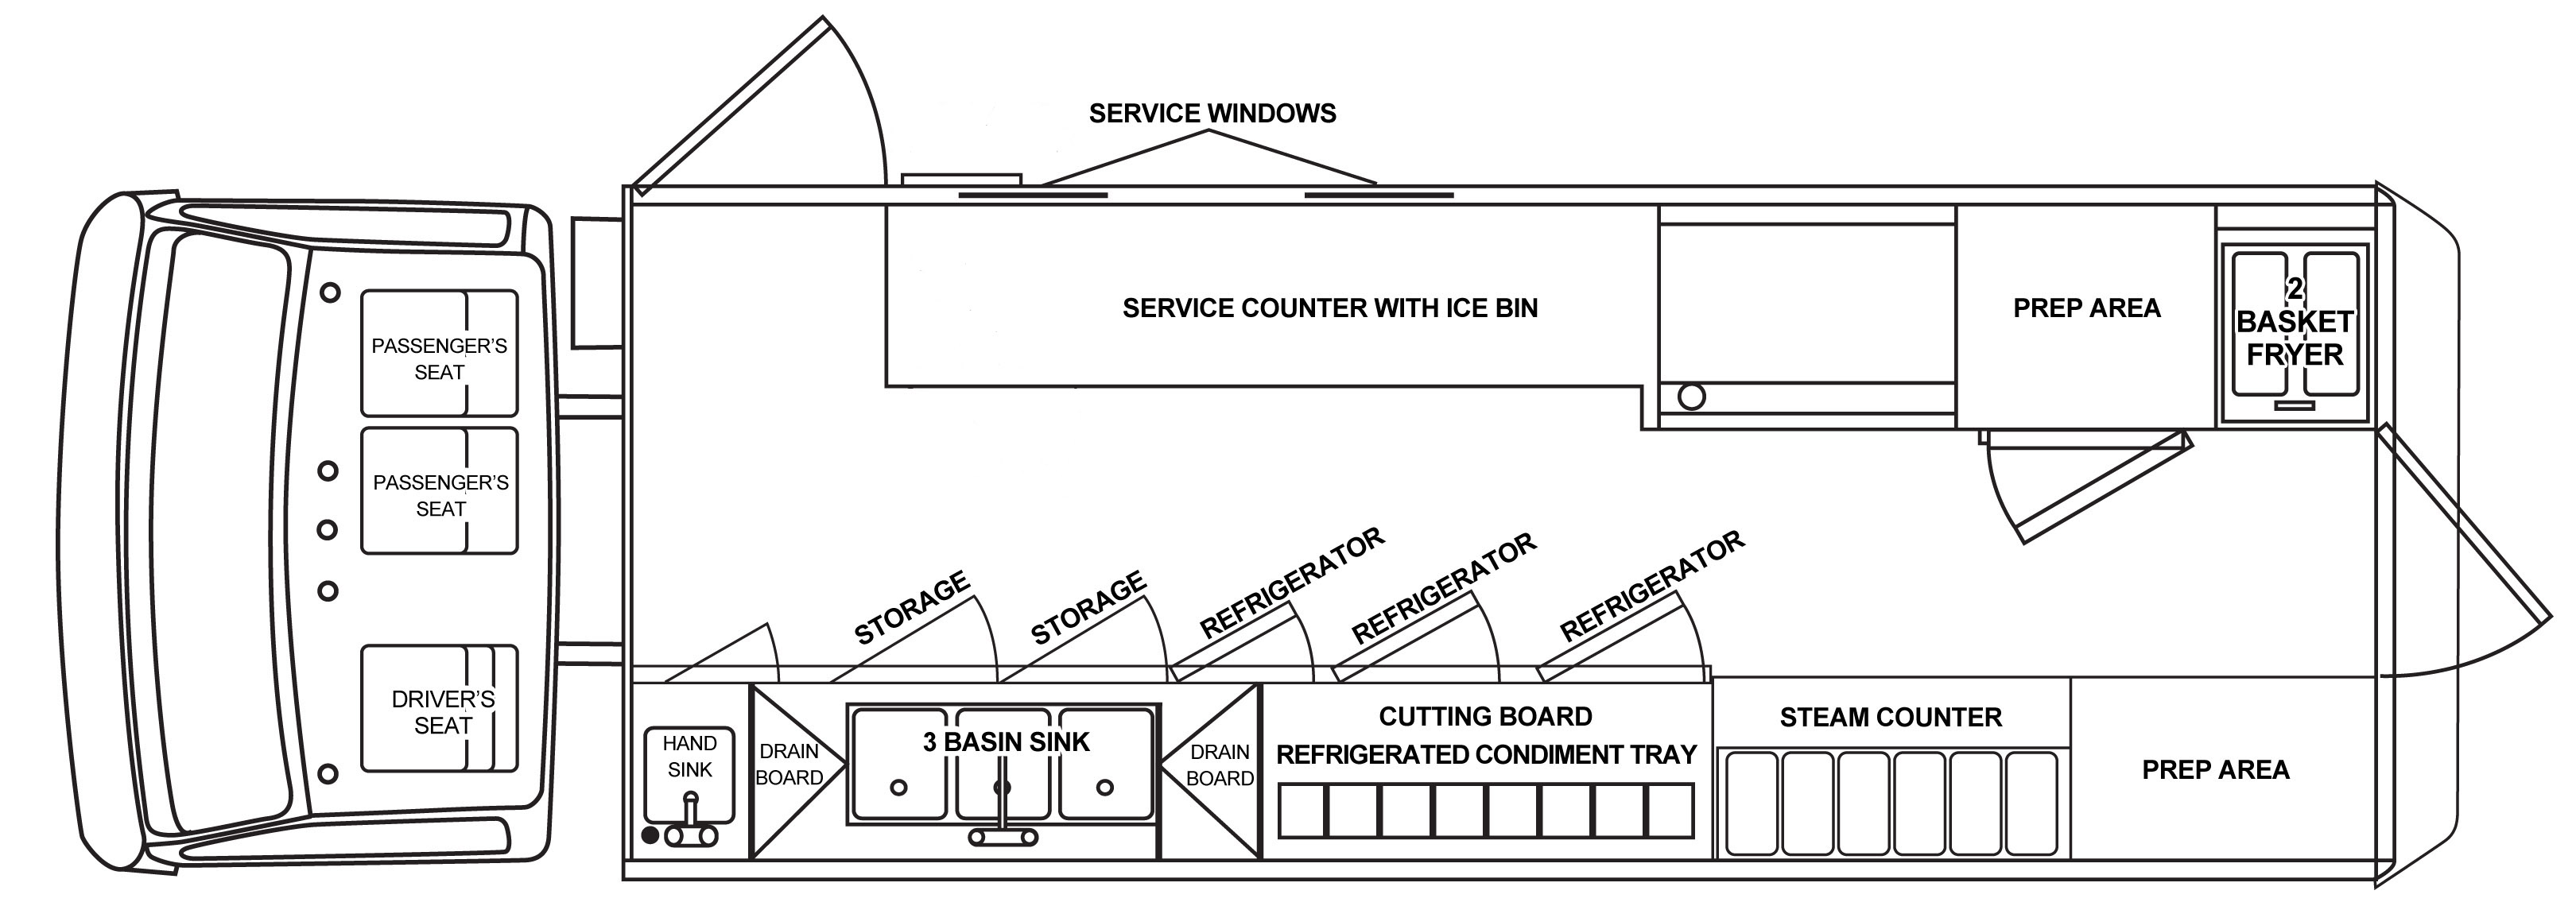 SERVICE WINDOWS
PASSENGER'S
SEAT
PASSENGER'S
SEAT
DRIVER'S
SEAT
SERVICE COUNTER WITH ICE BIN
PREP AREA
2
BASKET
FRYER
STORAGE
STORAGE
REFRIGERATOR
REFRIGERATOR
REFRIGERATOR
HAND
SINK
DRAIN
BOARD
3 BASIN SINK
DRAIN
BOARD
CUTTING BOARD
REFRIGERATED CONDIMENT TRAY
STEAM COUNTER
PREP AREA